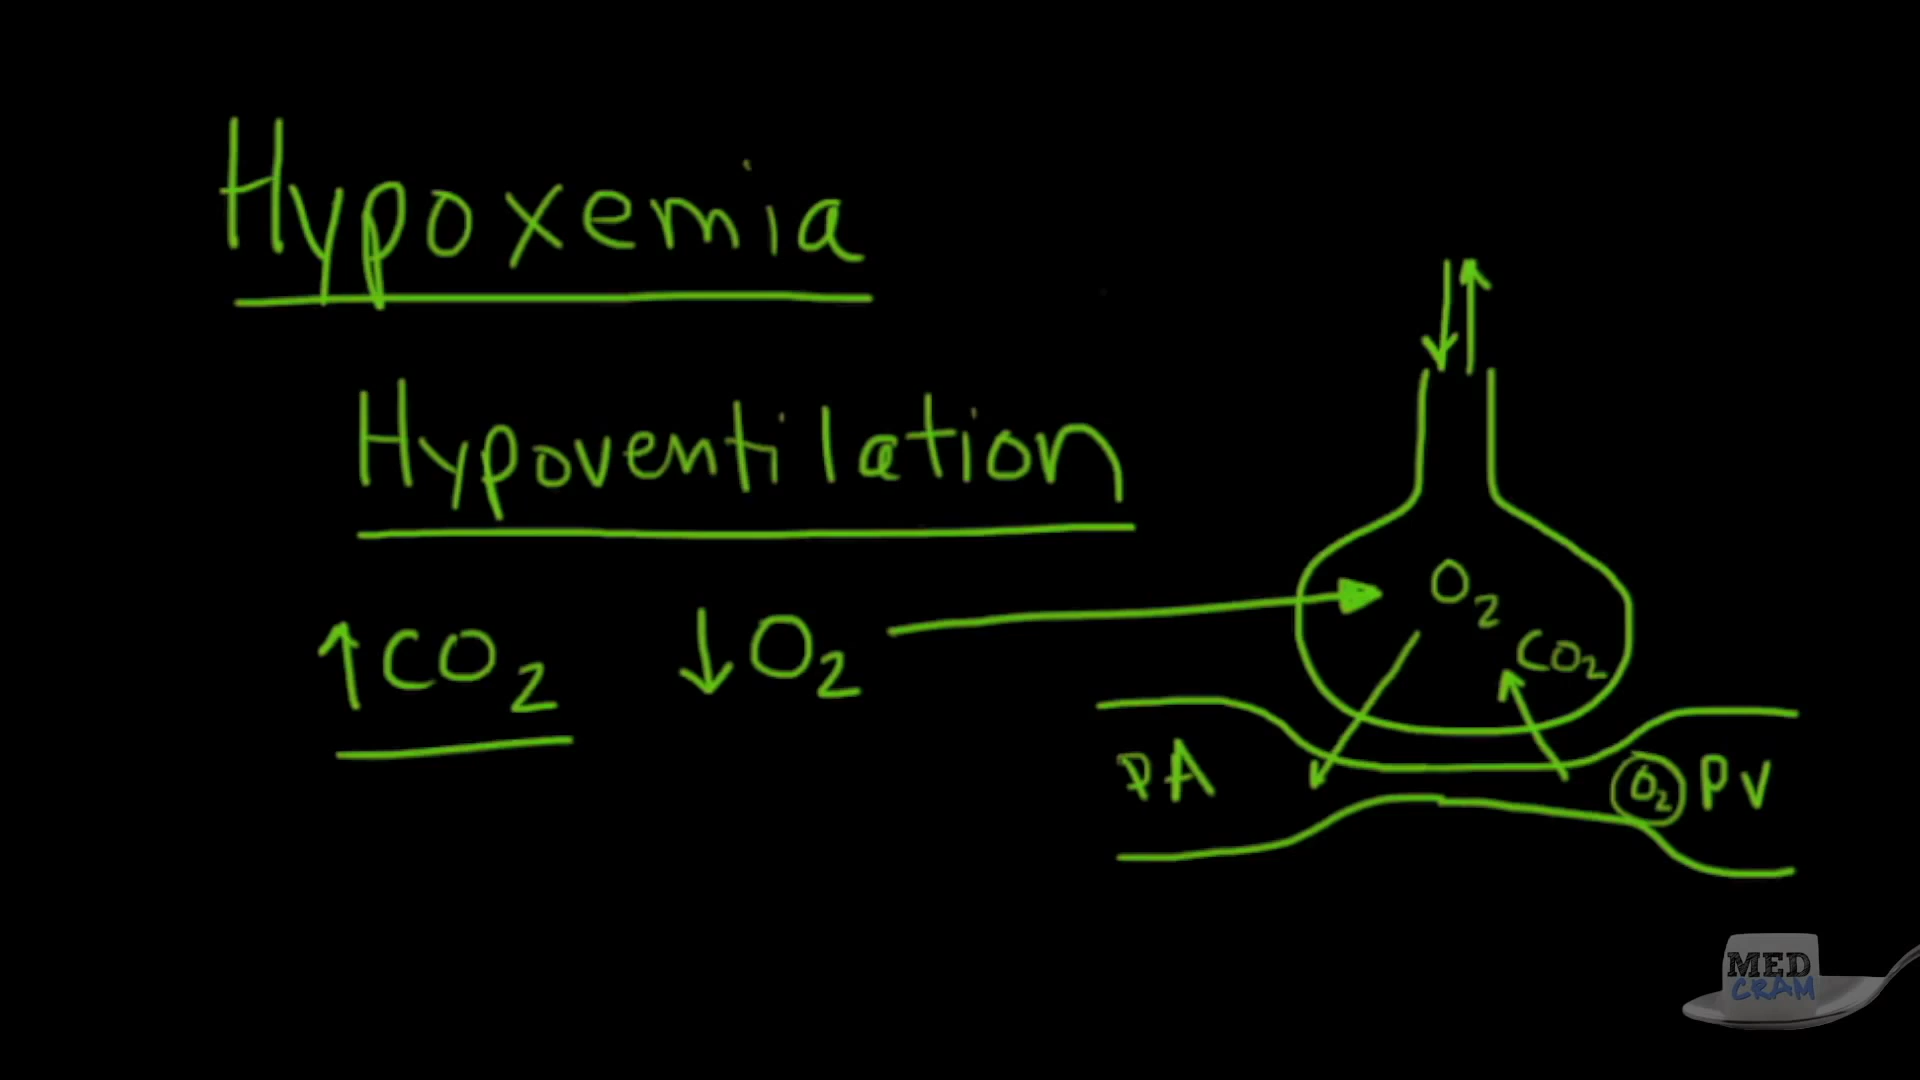 Hypoxemia
Hypoventilation
↑CO₂ ↓O₂
O₂
CO₂
PA
O₂ PV
MED
CRAM